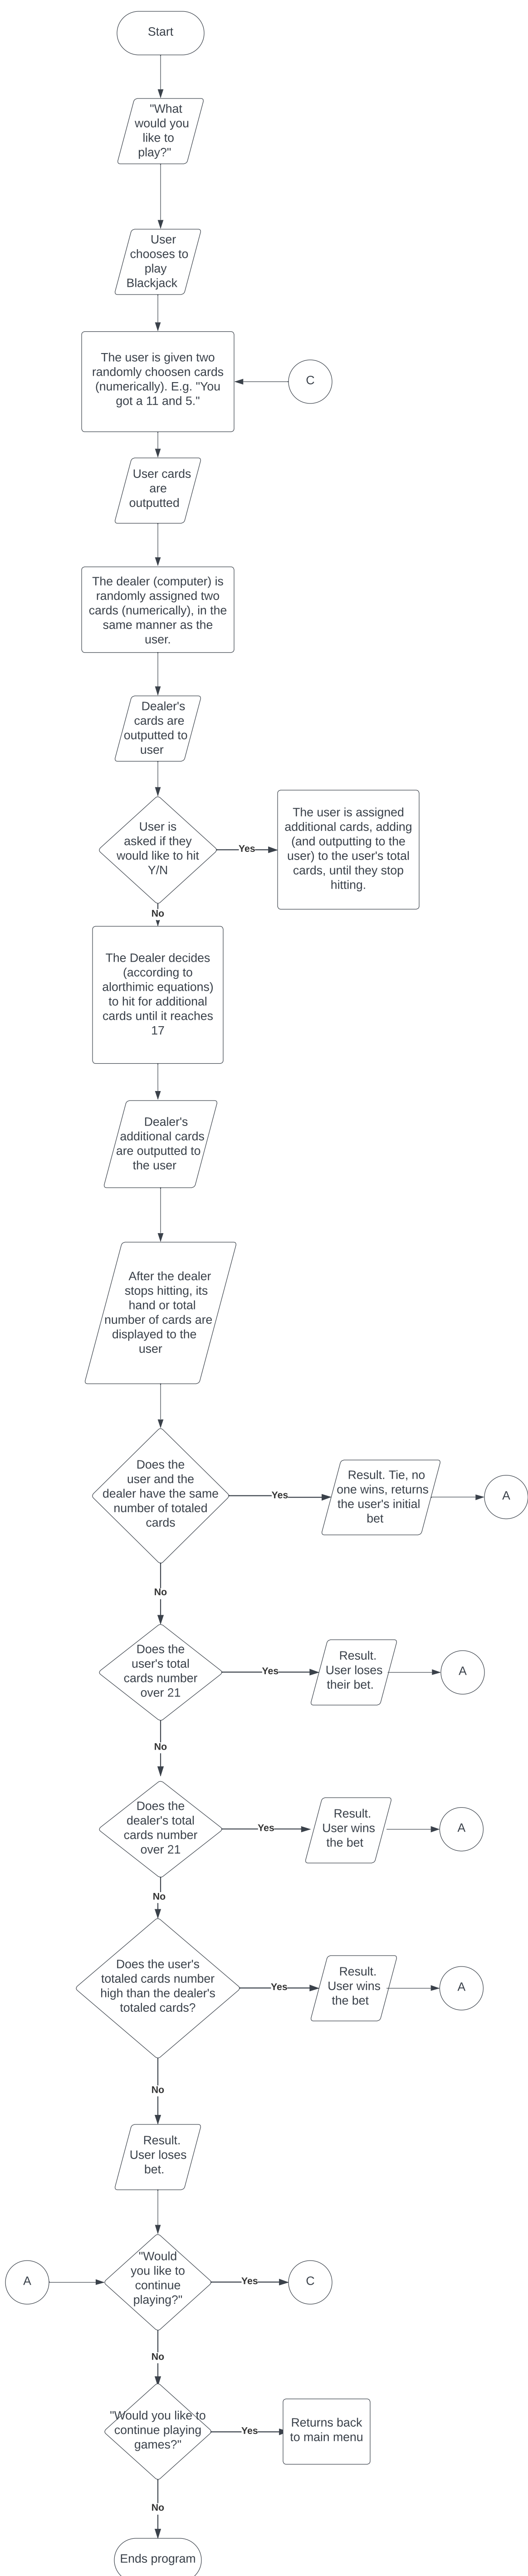 Start
"What
would you
like to
play?"
User
chooses to
play
Blackjack
The user is given two
randomly choosen cards
(numerically). E.g. "You
got a 11 and 5."
C
User cards
are
outputted
The dealer (computer) is
randomly assigned two
cards (numerically), in the
same manner as the
user.
Dealer's
cards are
outputted to
user
User is
asked if they
would like to hit
Y/N
Yes
The user is assigned
additional cards, adding
(and outputting to the
user) to the user's total
cards, until they stop
hitting.
No
The Dealer decides
(according to
alorthimic equations)
to hit for additional
cards until it reaches
17
Dealer's
additional cards
are outputted to
the user
After the dealer
stops hitting, its
hand or total
number of cards are
displayed to the
user
Does the
user and the
dealer have the same
number of totaled
cards
Yes
Result. Tie, no
one wins, returns
the user's initial
bet
A
No
Does the
user's total
cards number
over 21
Yes
Result.
User loses
their bet.
A
No
Does the
dealer's total
cards number
over 21
Yes
Result.
User wins
the bet
A
No
Does the user's
totaled cards number
high than the dealer's
totaled cards?
Yes
Result.
User wins
the bet
A
No
Result.
User loses
bet.
A
"Would
you like to
continue
playing?"
Yes
C
No
"Would you like to
continue playing
games?"
Yes
Returns back
to main menu
No
Ends program